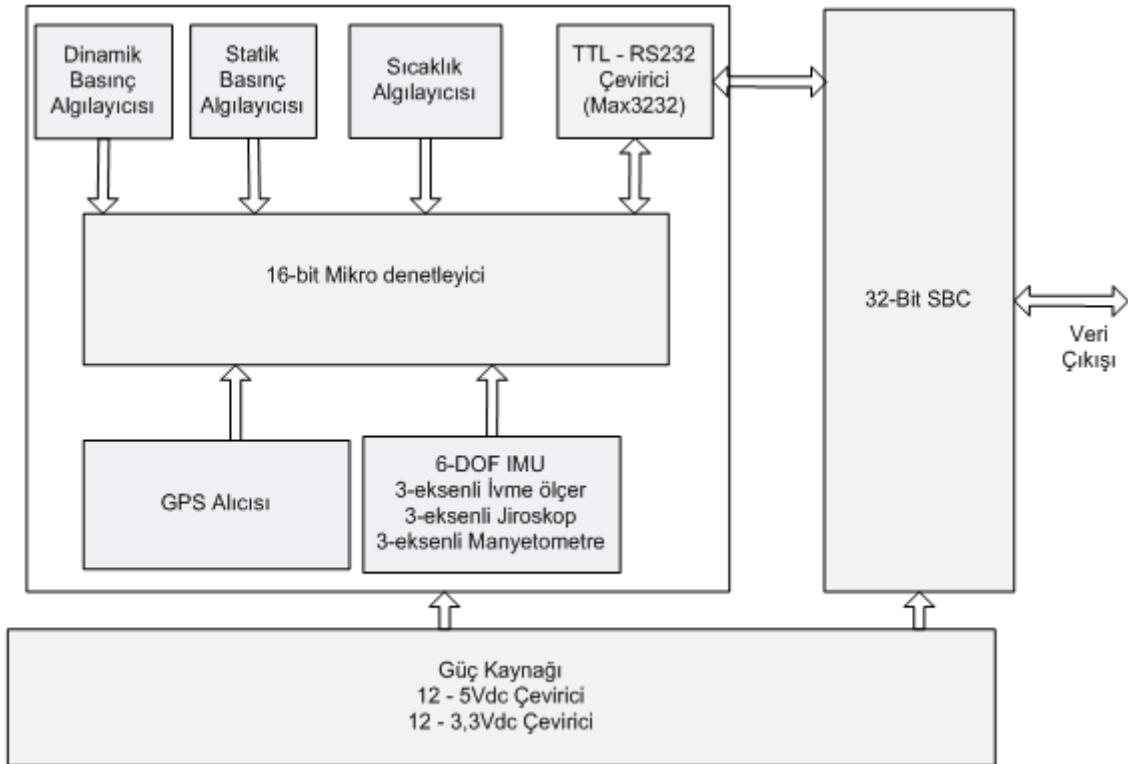 Dinamik
Basınç
Algılayıcısı
Statik
Basınç
Algılayıcısı
Sıcaklık
Algılayıcısı
TTL - RS232
Çevirici
(Max3232)
16-bit Mikro denetleyici
32-Bit SBC
Veri
Çıkışı
GPS Alıcısı
6-DOF IMU
3-eksenli İvme ölçer
3-eksenli Jiroskop
3-eksenli Manyetometre
Güç Kaynağı
12 - 5Vdc Çevirici
12 - 3,3Vdc Çevirici